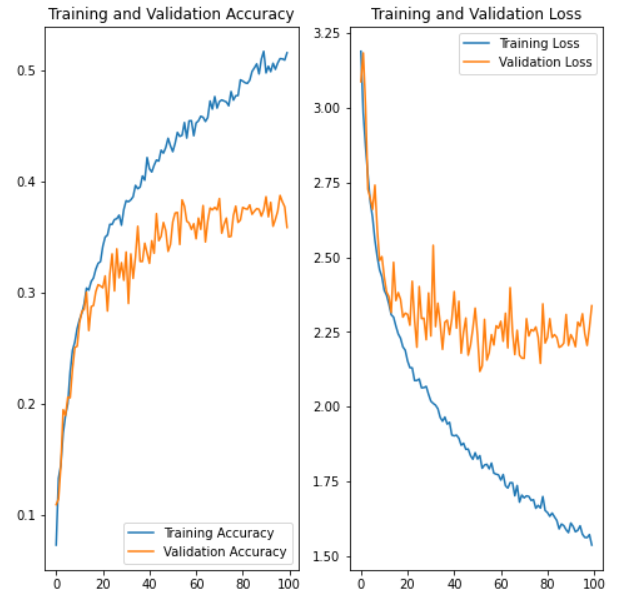 Training and Validation Accuracy
0.5
0.4
0.3
0.2
0.1
Training Accuracy
Validation Accuracy
0 20 40 60 80 100
Training and Validation Loss
3.25
3.00
2.75
2.50
2.25
2.00
1.75
1.50
Training Loss
Validation Loss
0 20 40 60 80 100